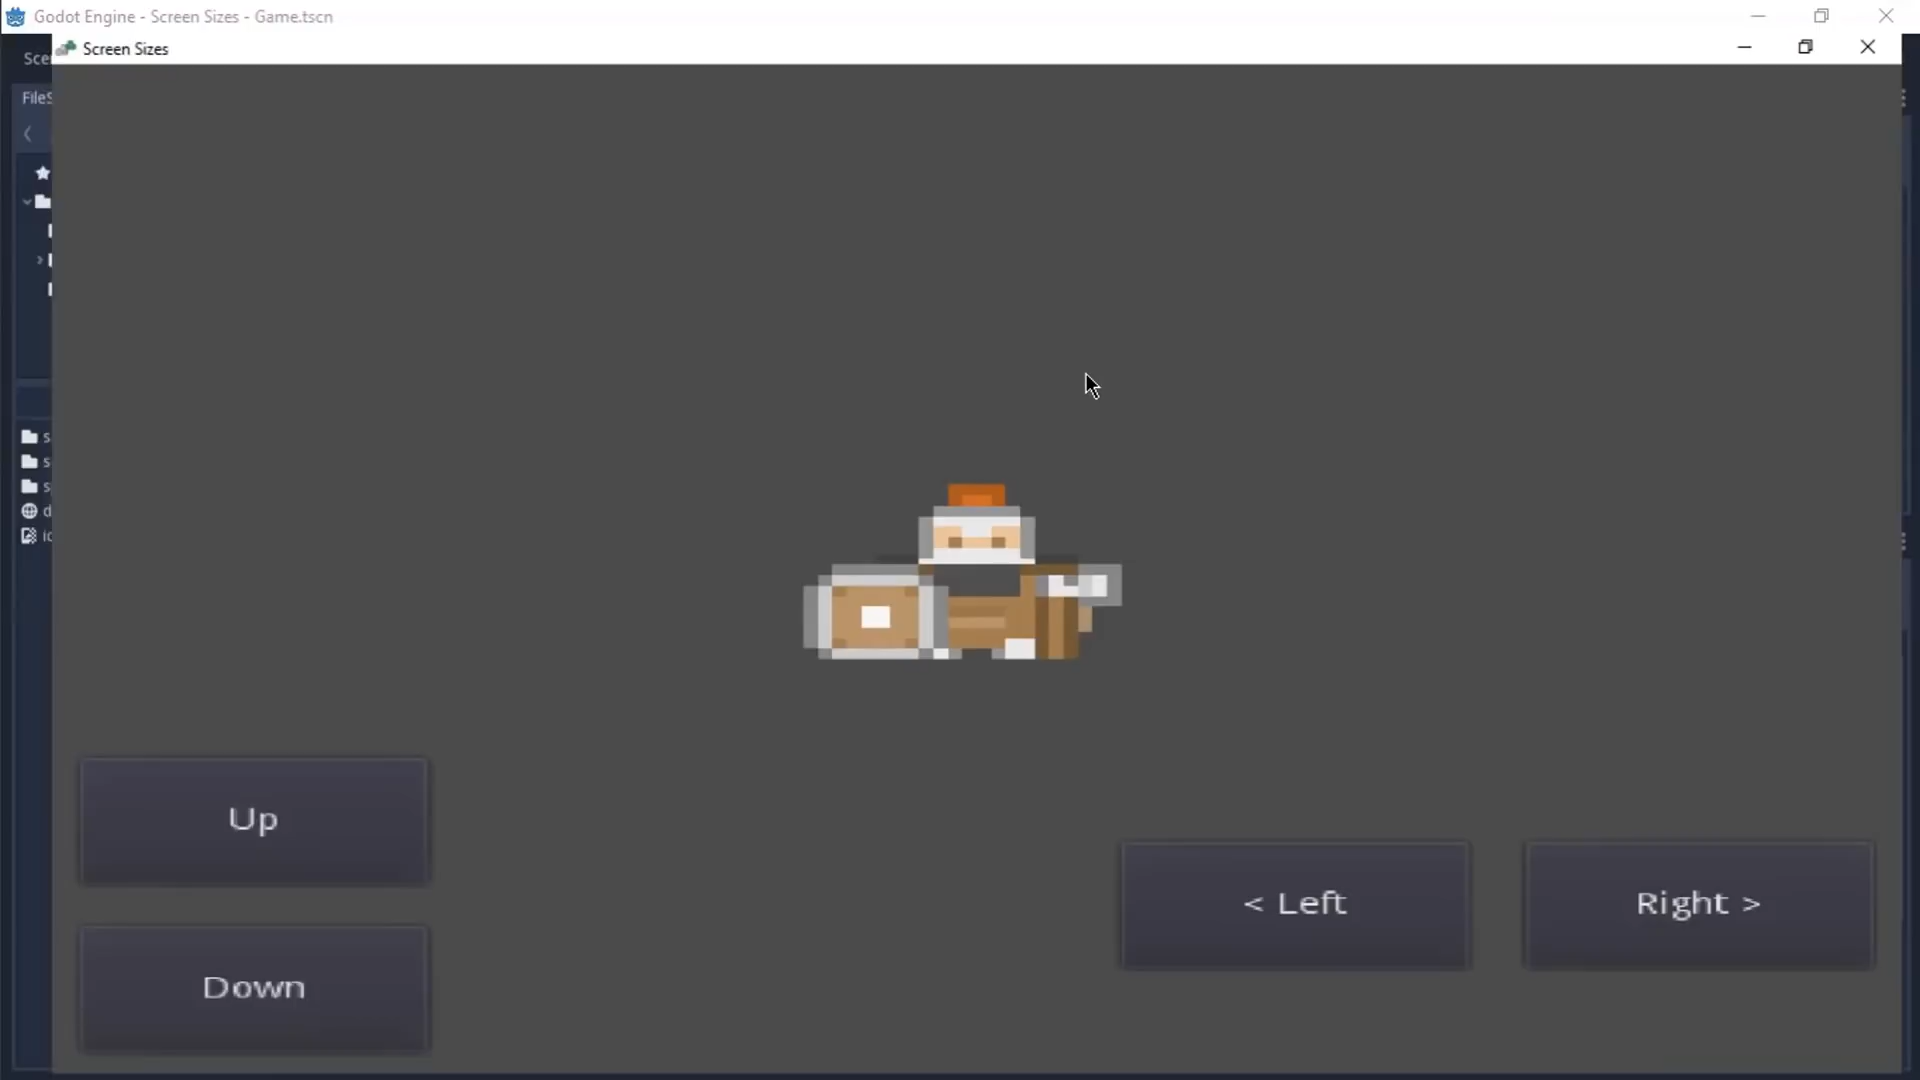 Godot Engine - Screen Sizes - Game.tscn
Screen Sizes
Up
< Left
Right >
Down